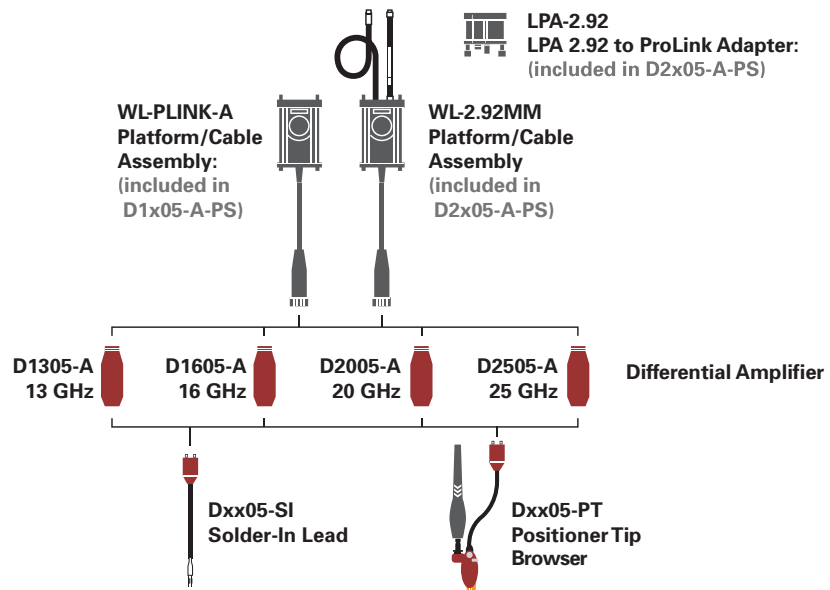 LPA-2.92
LPA 2.92 to ProLink Adapter:
(included in D2x05-A-PS)
WL-PLINK-A
Platform/Cable
Assembly:
(included in
D1x05-A-PS)
WL-2.92MM
Platform/Cable
Assembly
(included in
D2x05-A-PS)
D1305-A
13 GHz
D1605-A
16 GHz
D2005-A
20 GHz
D2505-A
25 GHz
Differential Amplifier
Dxx05-SI
Solder-In Lead
Dxx05-PT
Positioner Tip
Browser